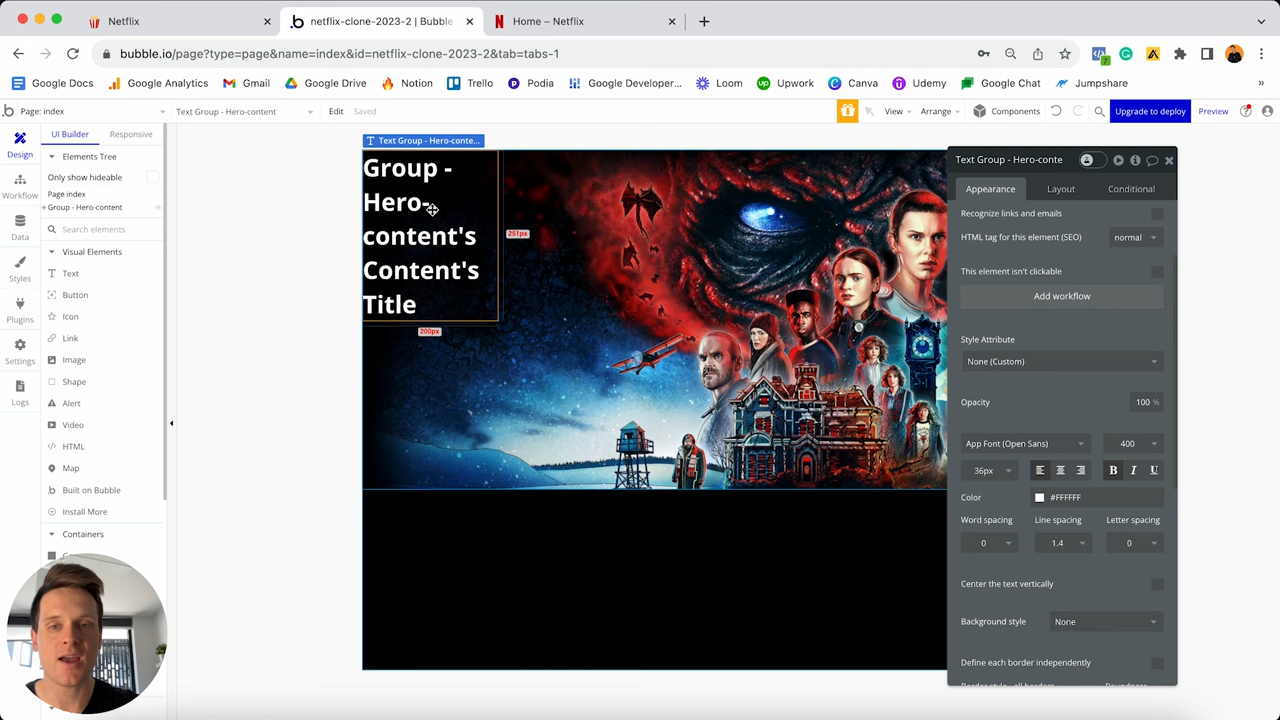 Netflix
netflix-clone-2023-2 | Bubble
Home – Netflix
bubble.io/page?type=page&name=index&id=netflix-clone-2023-2&tab=tabs-1
7
Google Docs
Google Analytics
Gmail
Google Drive
Notion
Trello
Podia
Google Developer...
Loom
Upwork
Canva
Udemy
Google Chat
Jumpshare
»
Page: index
Text Group - Hero-content
Edit
Saved
View
Arrange
Components
Upgrade to deploy
Preview
Design
Workflow
Data
Styles
Plugins
Settings
Logs
UI Builder
Responsive
Elements Tree
Only show hideable
Page index
+Group - Hero-content
Search elements
Visual Elements
Text
Button
Icon
Link
Image
Shape
Alert
Video
HTML
Map
Built on Bubble
Install More
Containers
Text Group - Hero-conte...
Group -
Hero-
content's
Content's
Title
251px
200px
Text Group - Hero-conte
Appearance
Layout
Conditional
Recognize links and emails
HTML tag for this element (SEO)
normal
This element isn't clickable
Add workflow
Style Attribute
None (Custom)
Opacity
100 %
App Font (Open Sans)
400
36px
B
I
U
Color
#FFFFFF
Word spacing
Line spacing
Letter spacing
0
1.4
0
Center the text vertically
Background style
None
Define each border independently
Border style - all borders
Roundness